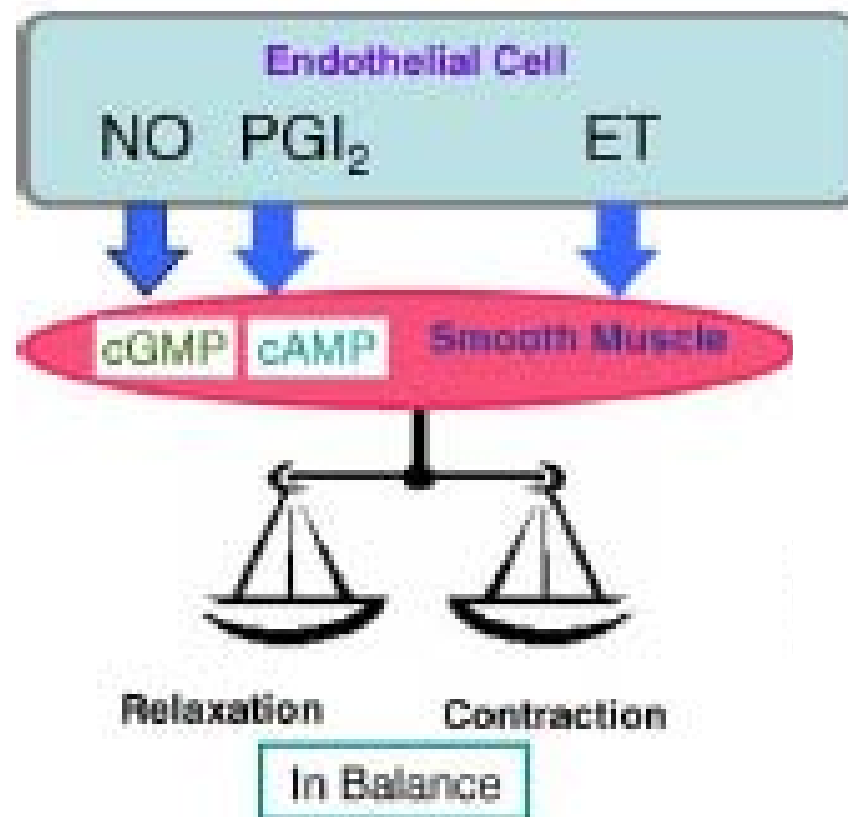 Endothelial Cell
NO PGI₂ ET
cGMP cAMP Smooth Muscle
Relaxation Contraction
In Balance